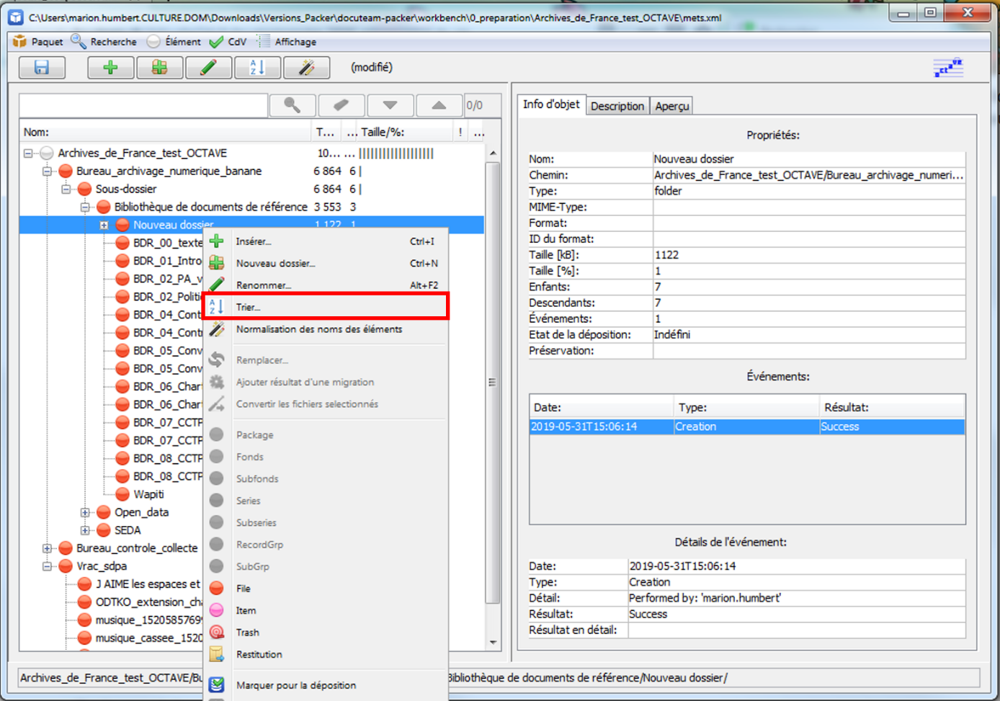 C:\Users\marion.humbert.CULTURE.DOM\Downloads\Versions_Packer\docuteam-packer\workbench\0_preparation\Archives_de_France_test_OCTAVE\mets.xml
Paquet Recherche Élément CdV Affichage
(modifié)
octave
0/0
Nom: T... ... Taille/%: ! ...
Archives_de_France_test_OCTAVE 10... ...
Bureau_archivage_numerique_banane 6 864 6
Sous-dossier 6 864 6
Bibliothèque de documents de référence 3 553 3
Nouveau dossier 1 122 1
BDR_00_texte
BDR_01_Intro
BDR_02_PA_v
BDR_02_Politi
BDR_04_Cont
BDR_04_Contr
BDR_05_Conv
BDR_05_Conv
BDR_06_Chart
BDR_06_Chart
BDR_07_CCTP
BDR_07_CCTP
BDR_08_CCTP
BDR_08_CCTP
Wapiti
Open_data
SEDA
Bureau_controle_collecte
Vrac_sdpa
J AIME les espaces et
ODTKO_extension_cha
musique_1520585769
musique_cassee_1520
Insérer... Ctrl+I
Nouveau dossier... Ctrl+N
Renommer... Alt+F2
Trier...
Normalisation des noms des éléments
Remplacer...
Ajouter résultat d'une migration
Convertir les fichiers selectionnés
Package
Fonds
Subfonds
Series
Subseries
RecordGrp
SubGrp
File
Item
Trash
Restitution
Marquer pour la déposition
Info d'objet Description Aperçu
Propriétés:
Nom: Nouveau dossier
Chemin: Archives_de_France_test_OCTAVE/Bureau_archivage_numeri...
Type: folder
MIME-Type:
Format:
ID du format:
Taille [kB]: 1122
Taille [%]: 1
Enfants: 7
Descendants: 7
Événements: 1
Etat de la déposition: Indéfini
Préservation:
Événements:
Date: Type: Résultat:
2019-05-31T15:06:14 Creation Success
Détails de l'événement:
Date: 2019-05-31T15:06:14
Type: Creation
Détail: Performed by: 'marion.humbert'
Résultat: Success
Résultat en détail:
Archives_de_France_test_OCTAVE/Bu Bibliothèque de documents de référence/Nouveau dossier/